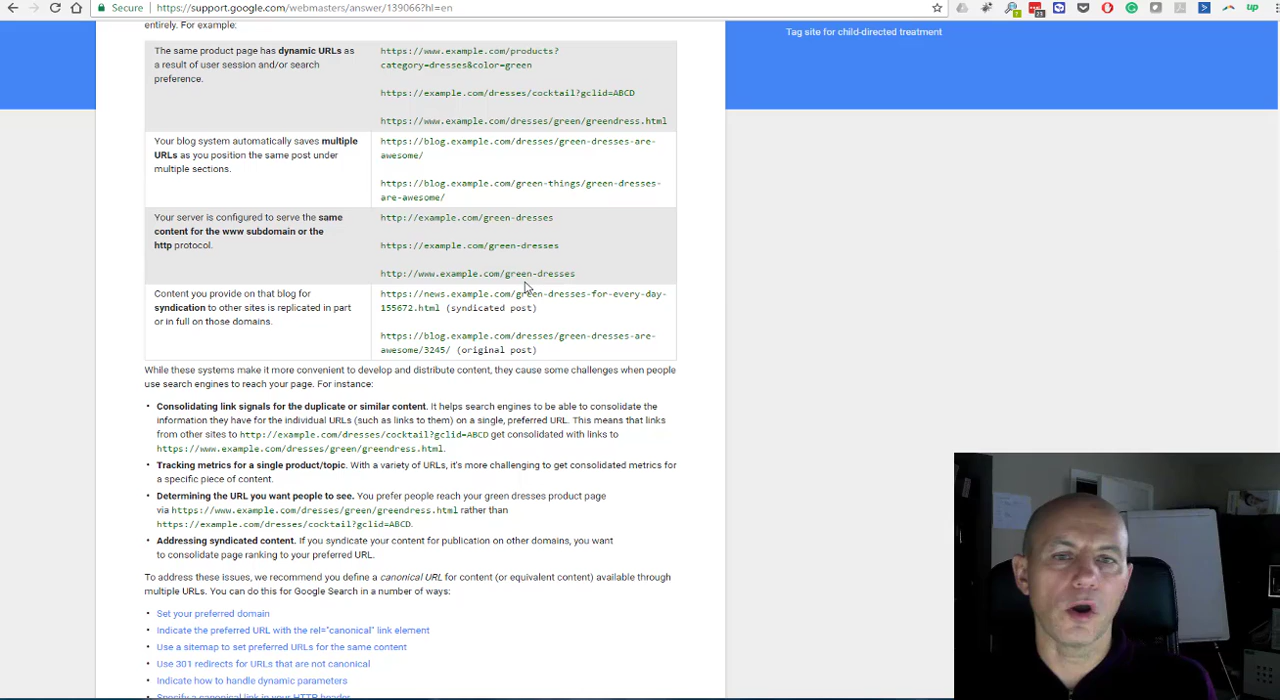 https://support.google.com/webmasters/answer/139066?hl=en
23
up
entirely. For example:
Tag site for child-directed treatment
The same product page has dynamic URLs as
a result of user session and/or search
preference.
https://www.example.com/products?
category=dresses&color=green
https://example.com/dresses/cocktail?gclid=ABCD
https://www.example.com/dresses/green/greendress.html
Your blog system automatically saves multiple
URLs as you position the same post under
multiple sections.
https://blog.example.com/dresses/green-dresses-are-
awesome/
https://blog.example.com/green-things/green-dresses-
are-awesome/
Your server is configured to serve the same
content for the www subdomain or the
http protocol.
http://example.com/green-dresses
https://example.com/green-dresses
http://www.example.com/green-dresses
Content you provide on that blog for
syndication to other sites is replicated in part
or in full on those domains.
https://news.example.com/green-dresses-for-every-day-
155672.html (syndicated post)
https://blog.example.com/dresses/green-dresses-are-
awesome/3245/ (original post)
While these systems make it more convenient to develop and distribute content, they cause some challenges when people
use search engines to reach your page. For instance:
• Consolidating link signals for the duplicate or similar content. It helps search engines to be able to consolidate the
information they have for the individual URLs (such as links to them) on a single, preferred URL. This means that links
from other sites to http://example.com/dresses/cocktail?gclid=ABCD get consolidated with links to
https://www.example.com/dresses/green/greendress.html.
• Tracking metrics for a single product/topic. With a variety of URLs, it's more challenging to get consolidated metrics for
a specific piece of content.
• Determining the URL you want people to see. You prefer people reach your green dresses product page
via https://www.example.com/dresses/green/greendress.html rather than
https://example.com/dresses/cocktail?gclid=ABCD.
• Addressing syndicated content. If you syndicate your content for publication on other domains, you want
to consolidate page ranking to your preferred URL.
To address these issues, we recommend you define a canonical URL for content (or equivalent content) available through
multiple URLs. You can do this for Google Search in a number of ways:
• Set your preferred domain
• Indicate the preferred URL with the rel="canonical" link element
• Use a sitemap to set preferred URLs for the same content
• Use 301 redirects for URLs that are not canonical
• Indicate how to handle dynamic parameters
• Specify a canonical link in your HTTP header